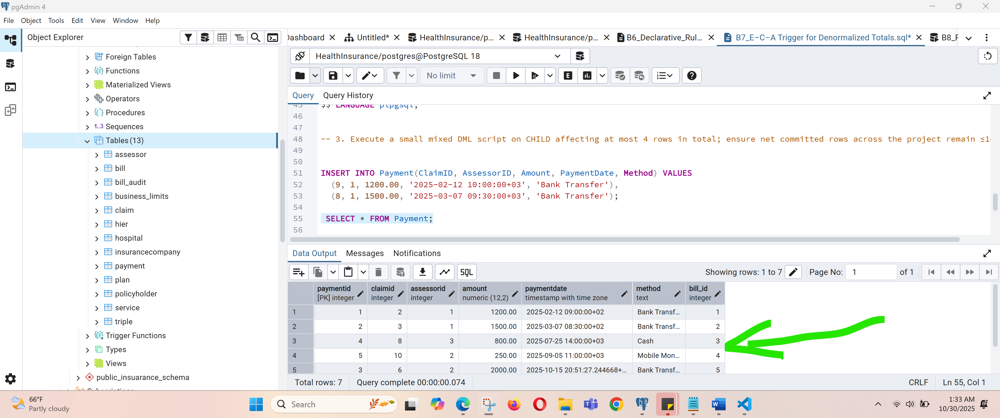 pgAdmin 4
File Object Tools Edit View Window Help
Object Explorer
Dashboard Untitled* HealthInsurance/p... HealthInsurance/p... B6_Declarative_Rul... B7_E–C–A Trigger for Denormalized Totals.sql* B8_R
HealthInsurance/postgres@PostgreSQL 18
No limit
E
Query Query History
Foreign Tables
Functions
Materialized Views
Operators
Procedures
1..3 Sequences
Tables (13)
assessor
bill
bill_audit
business_limits
claim
hier
hospital
insurancecompany
payment
plan
policyholder
service
triple
Trigger Functions
Types
Views
public_insuarance_schema
Subscriptions
45 $$ LANGUAGE plpgsql;
46
47
48 -- 3. Execute a small mixed DML script on CHILD affecting at most 4 rows in total; ensure net committed rows across the project remain ≤1
49
50
51 INSERT INTO Payment(ClaimID, AssessorID, Amount, PaymentDate, Method) VALUES
52 (9, 1, 1200.00, '2025-02-12 10:00:00+03', 'Bank Transfer'),
53 (8, 1, 1500.00, '2025-03-07 09:30:00+03', 'Bank Transfer');
54
55 SELECT * FROM Payment;
56
Data Output Messages Notifications
SQL Showing rows: 1 to 7 Page No: 1 of 1
paymentid claimid assessorid amount paymentdate method bill_id
[PK] integer integer integer numeric (12,2) timestamp with time zone text integer
1 1 2 1 1200.00 2025-02-12 09:00:00+02 Bank Transf... 1
2 2 3 1 1500.00 2025-03-07 08:30:00+02 Bank Transf... 2
3 4 8 3 800.00 2025-07-25 14:00:00+03 Cash 3
4 5 10 2 250.00 2025-09-05 11:00:00+03 Mobile Mon... 4
5 3 6 2 2000.00 2025-10-15 20:51:27.244668+... Bank Transf... 5
Total rows: 7 Query complete 00:00:00.074 CRLF Ln 55, Col 1
66°F
Partly cloudy
Search
1:33 AM
10/30/2025